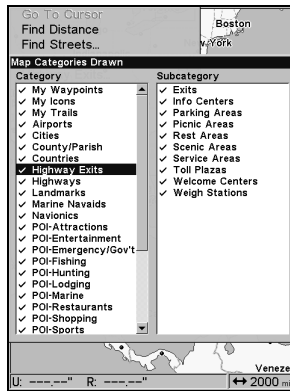 Go To Cursor
Find Distance
Find Streets...
Boston
York
Map Categories Drawn
Category
My Waypoints
My Icons
My Trails
Airports
Cities
County/Parish
Countries
Highway Exits
Highways
Landmarks
Marine Navaids
Navionics
POI-Attractions
POI-Entertainment
POI-Emergency/Gov't-
POI-Fishing
POI-Hunting
POI-Lodging
POI-Marine
POI-Restaurants
POI-Shopping
POI-Sports
Subcategory
Exits
Info Centers
Parking Areas
Picnic Areas
Rest Areas
Scenic Areas
Service Areas
Toll Plazas
Welcome Centers
Weigh Stations
Veneze
U: ---.--" R: ---.--" ↔ 2000 mi